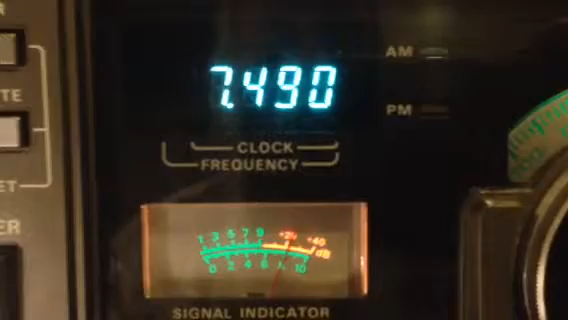 R
7.490
AM
TE
PM
CLOCK
FREQUENCY
ET
1 3 5 7 9 +20 +40
dB
0 2 4 6 8 10
ER
SIGNAL INDICATOR